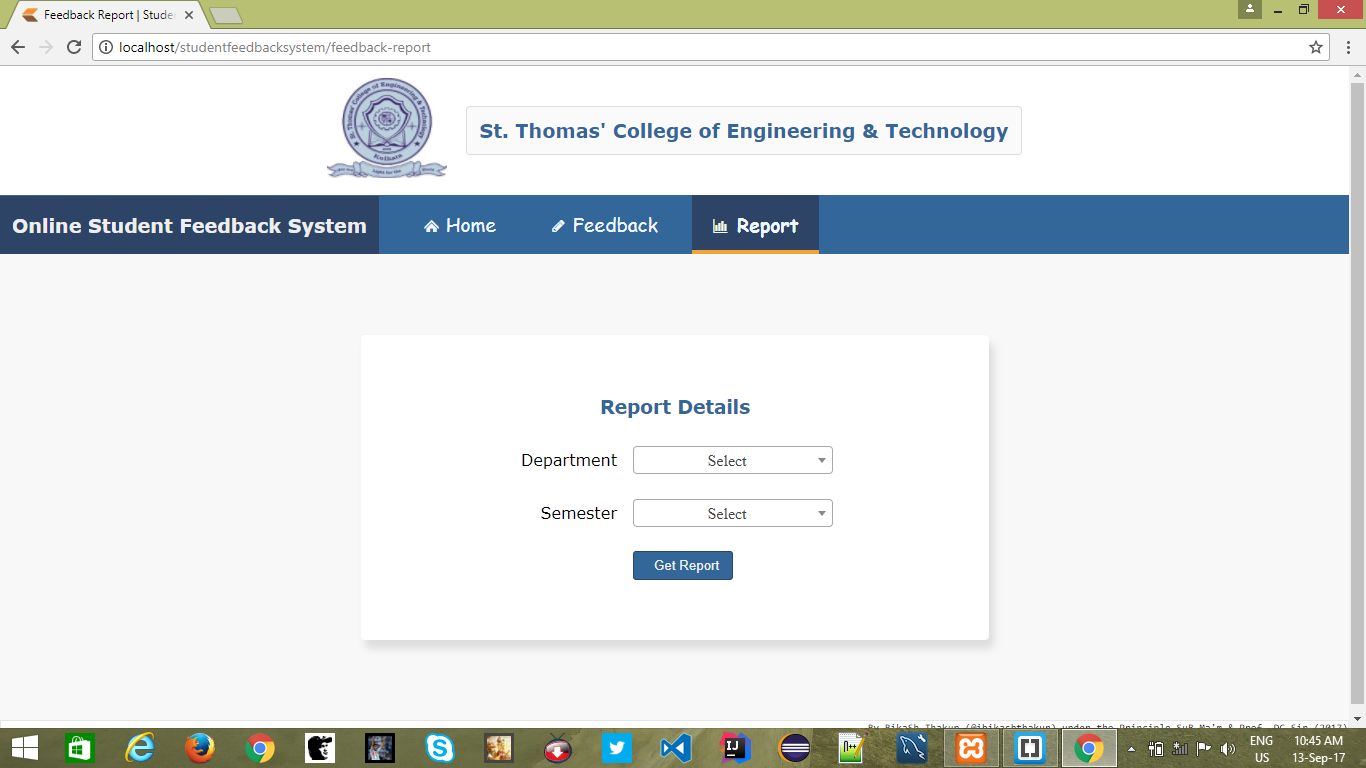 Feedback Report | Stude
localhost/studentfeedbacksystem/feedback-report
St. Thomas' College of Engineering & Technology
Kolkata
St. Thomas' College of Engineering & Technology
Online Student Feedback System
Home
Feedback
Report
Report Details
Department
Select
Semester
Select
Get Report
ENG
US
10:45 AM
13-Sep-17